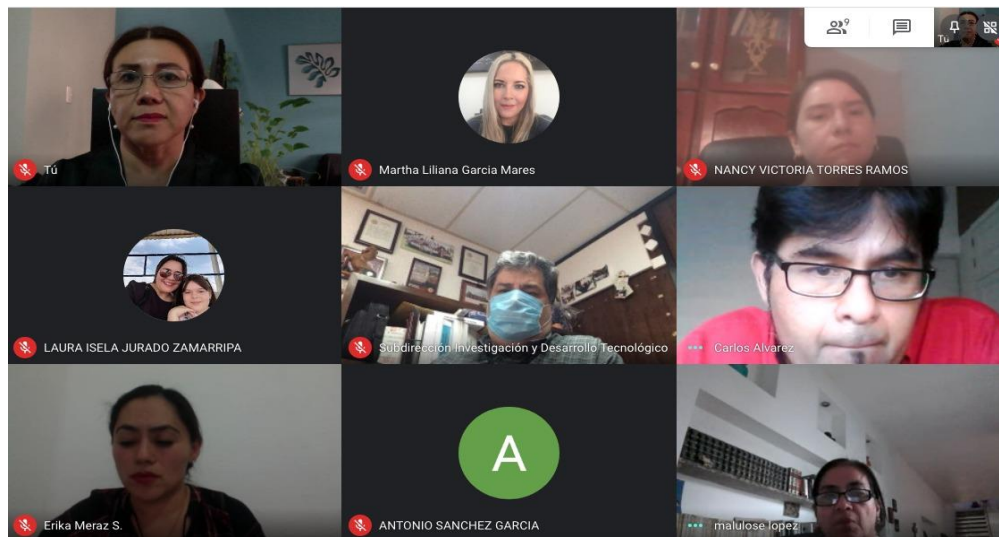 9
Tú
Tú
Martha Liliana Garcia Mares
NANCY VICTORIA TORRES RAMOS
LAURA ISELA JURADO ZAMARRIPA
Subdirección Investigación y Desarrollo Tecnológico
Carlos Alvarez
Erika Meraz S.
A
ANTONIO SANCHEZ GARCIA
malulose lopez